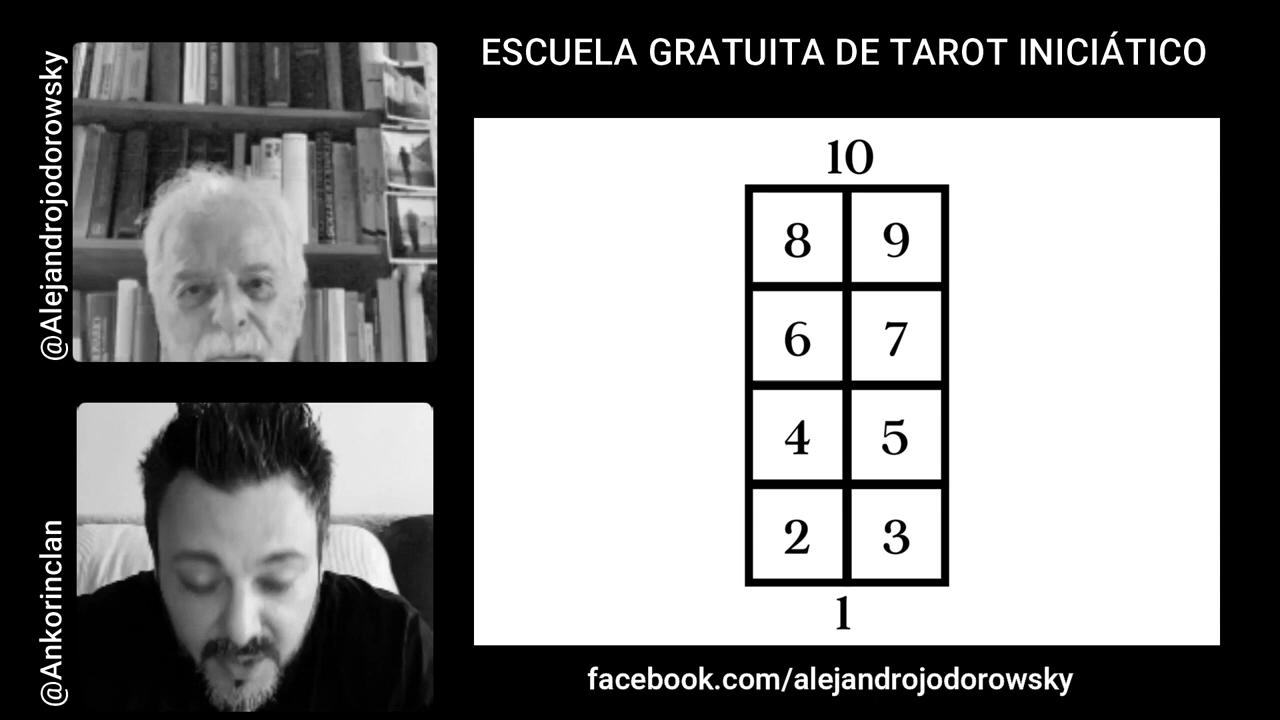 @Alejandrojodorowsky
@Ankorinclan
ESCUELA GRATUITA DE TAROT INICIÁTICO
10
8 9
6 7
4 5
2 3
1
facebook.com/alejandrojodorowsky